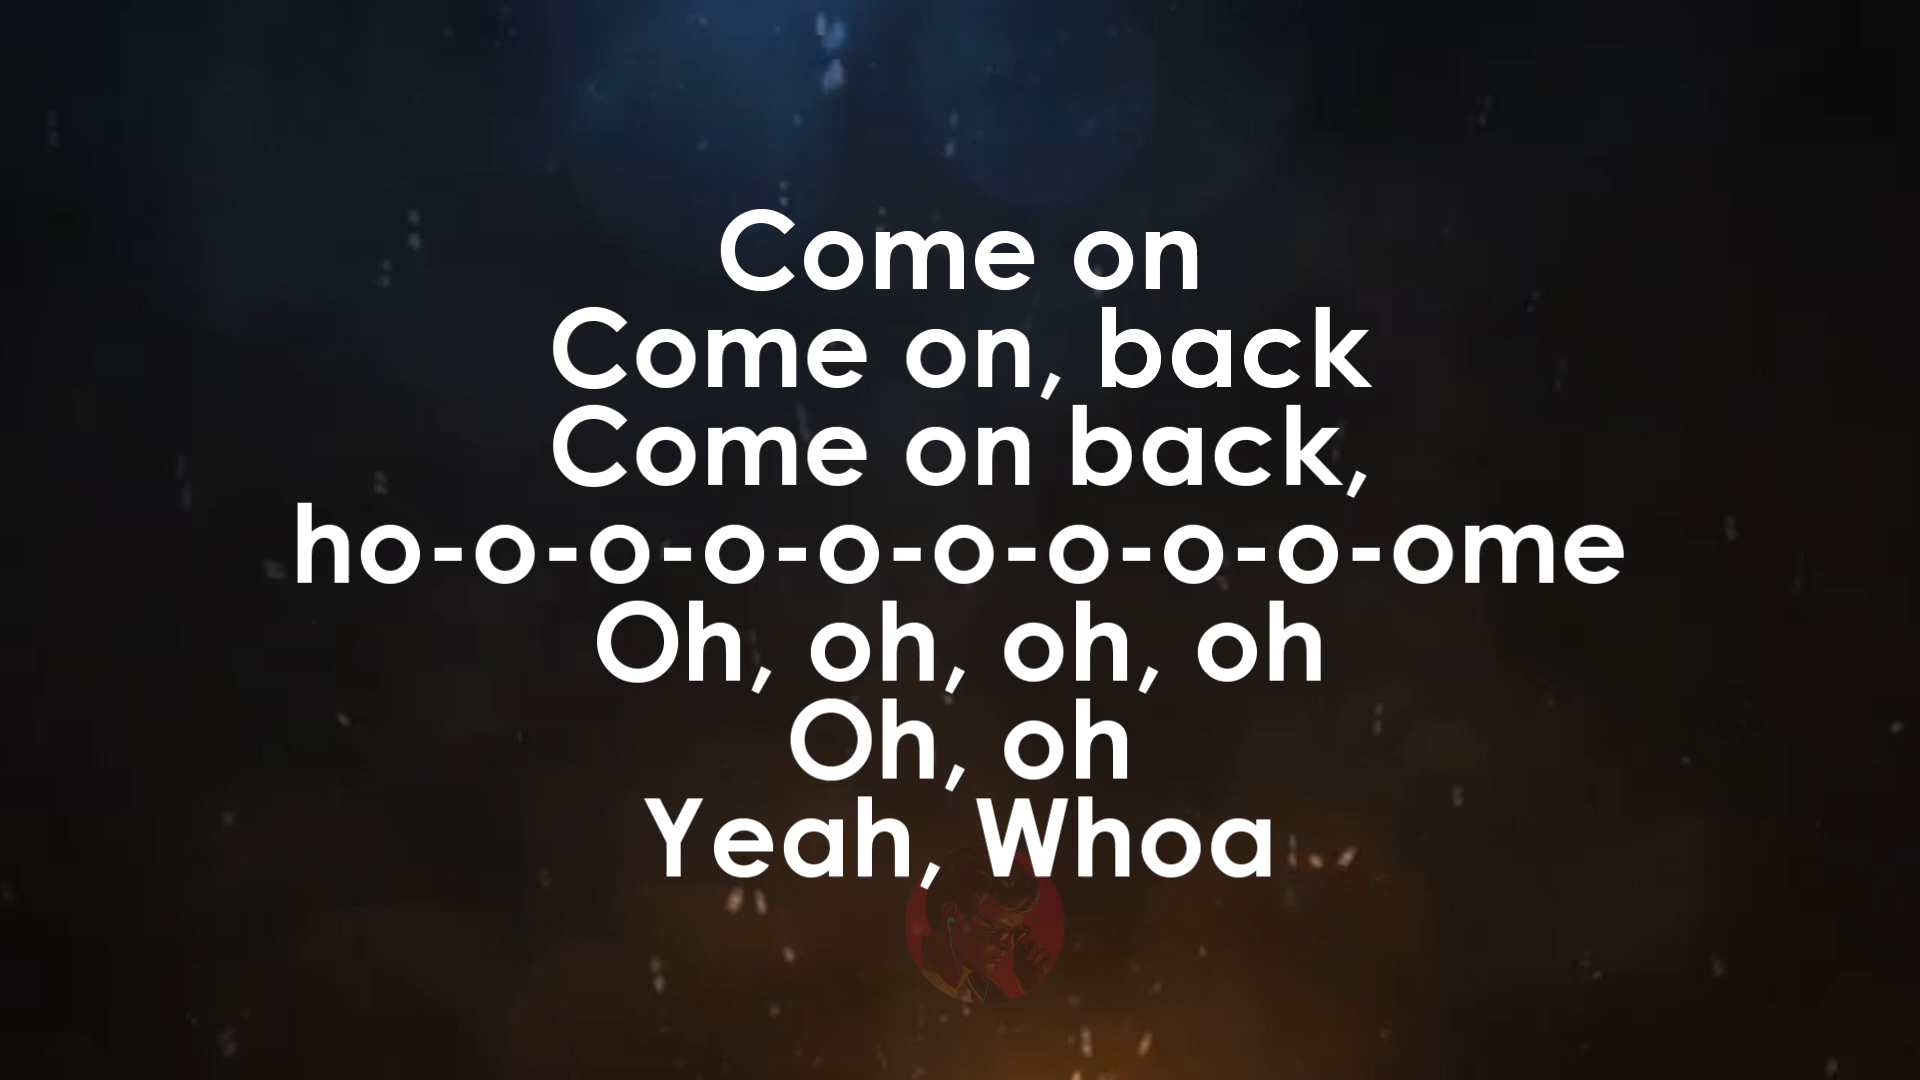 Come on
Come on, back
Come on back,
ho-o-o-o-o-o-o-o-o-ome
Oh, oh, oh, oh
Oh, oh
Yeah, Whoa